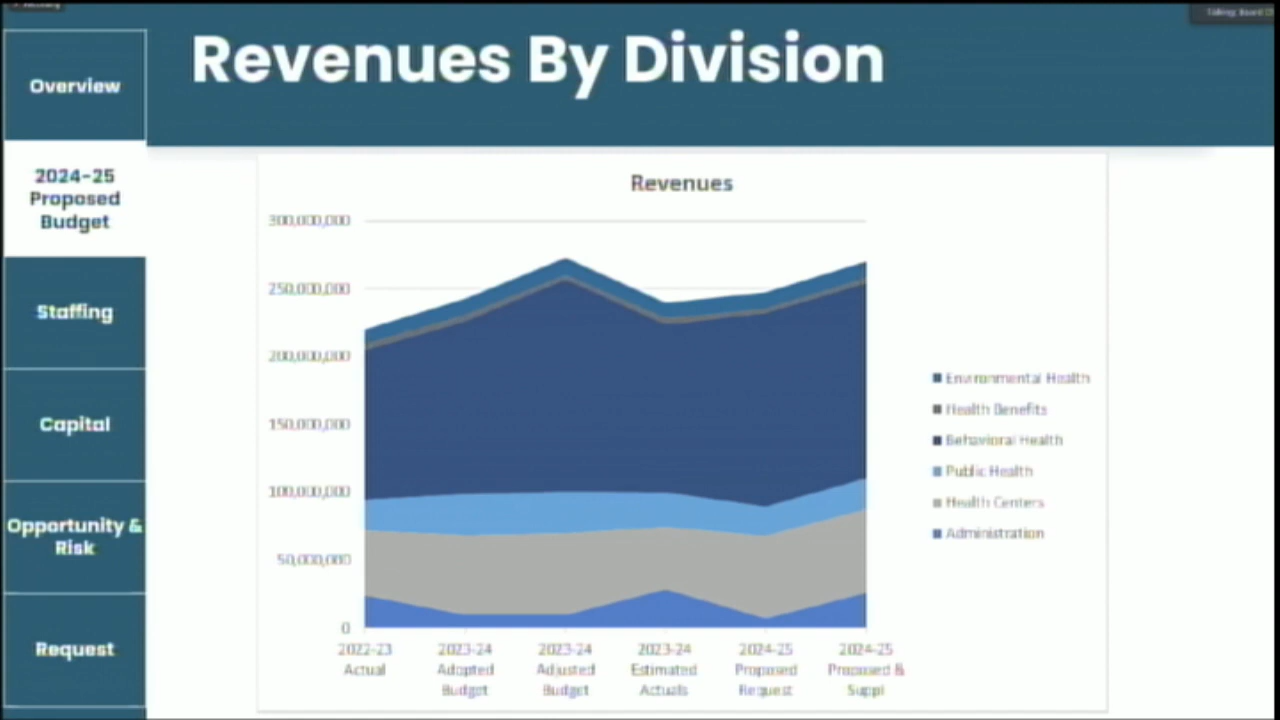 Revenues By Division
Overview
2024-25
Proposed
Budget
Staffing
Capital
Opportunity &
Risk
Request
Revenues
300,000,000
250,000,000
200,000,000
150,000,000
100,000,000
50,000,000
0
2022-23
Actual
2023-24
Adopted
Budget
2023-24
Adjusted
Budget
2023-24
Estimated
Actuals
2024-25
Proposed
Request
2024-25
Proposed &
Suppl
Environmental Health
Health Benefits
Behavioral Health
Public Health
Health Centers
Administration